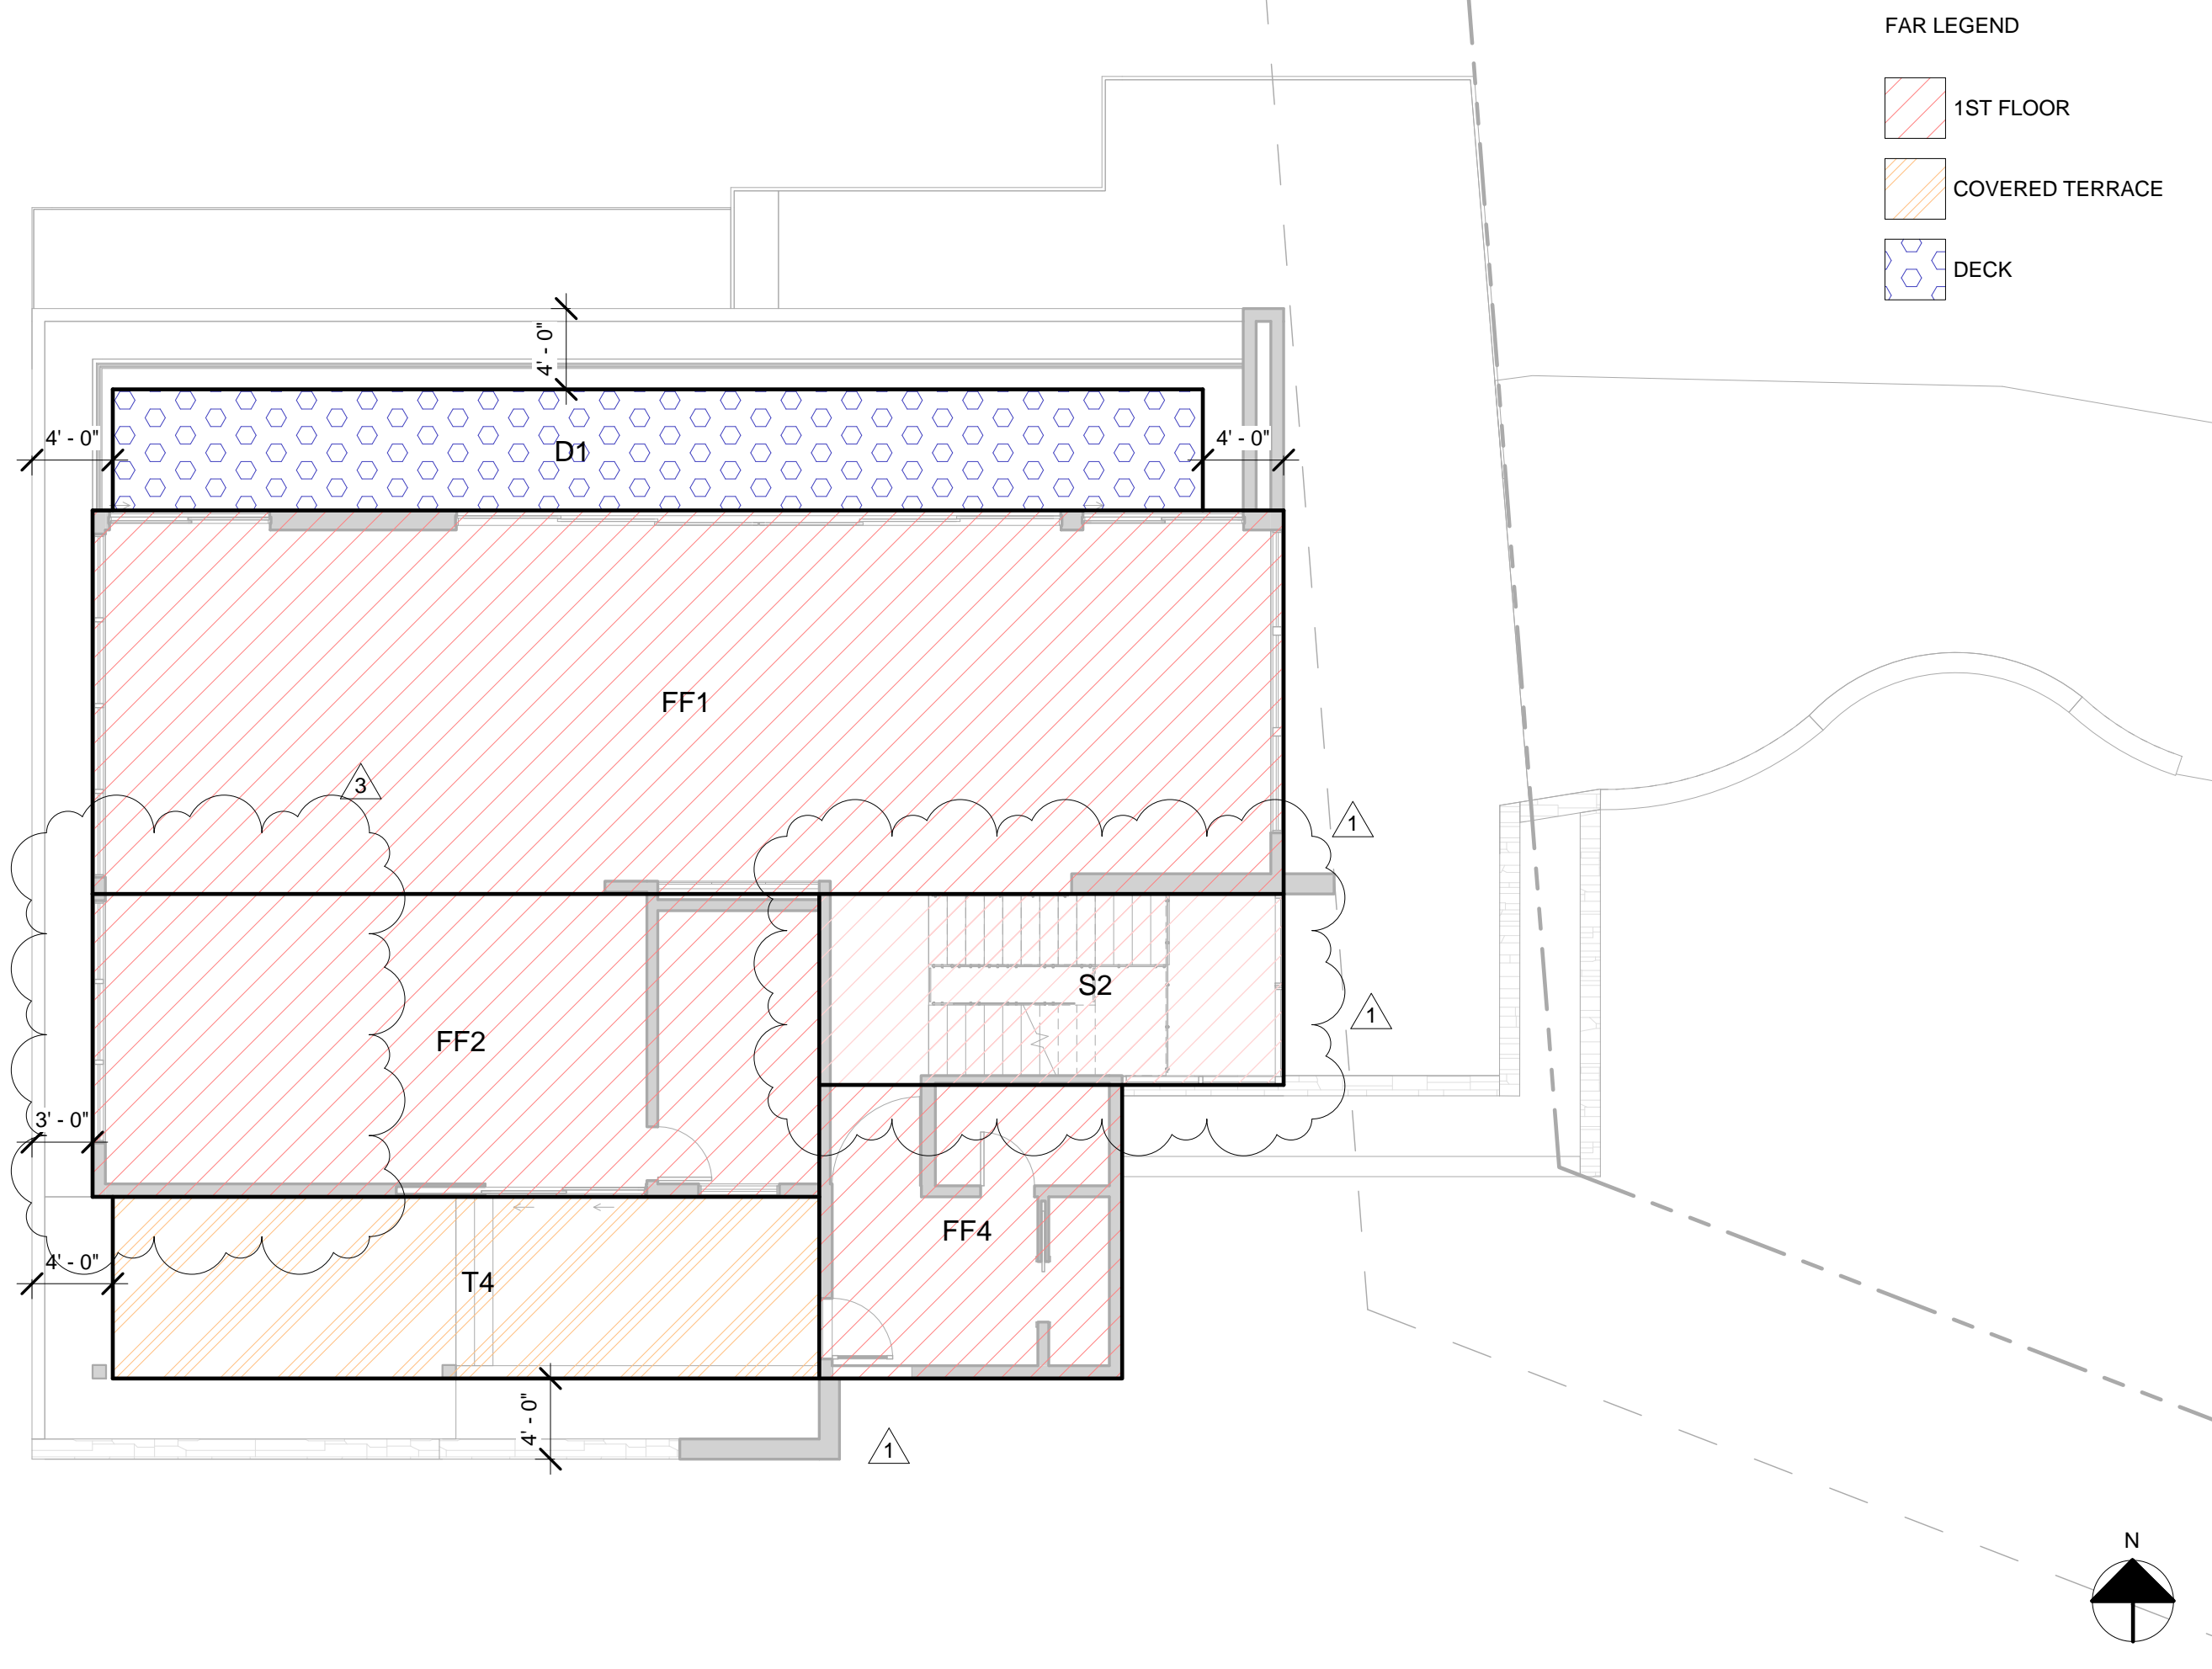 FAR LEGEND
1ST FLOOR
COVERED TERRACE
DECK
4' - 0"
4' - 0"
D1
4' - 0"
FF1
3
1
S2
1
FF2
3' - 0"
FF4
4' - 0"
T4
4' - 0"
1
N